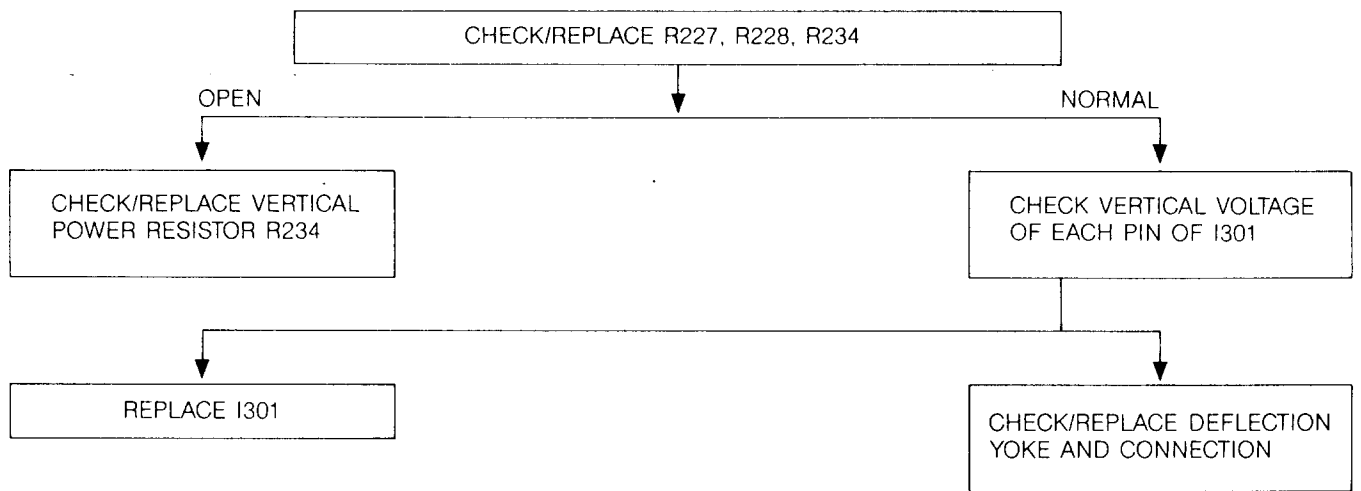 CHECK/REPLACE R227, R228, R234
OPEN
NORMAL
CHECK/REPLACE VERTICAL
POWER RESISTOR R234
CHECK VERTICAL VOLTAGE
OF EACH PIN OF I301
REPLACE I301
CHECK/REPLACE DEFLECTION
YOKE AND CONNECTION